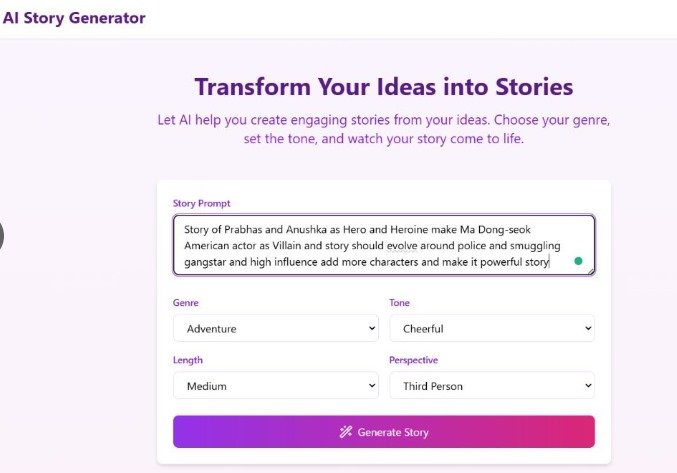 AI Story Generator
Transform Your Ideas into Stories
Let AI help you create engaging stories from your ideas. Choose your genre,
set the tone, and watch your story come to life.
Story Prompt
Story of Prabhas and Anushka as Hero and Heroine make Ma Dong-seok
American actor as Villain and story should evolve around police and smuggling
gangstar and high influence add more characters and make it powerful story
Genre
Tone
Adventure
Cheerful
Length
Perspective
Medium
Third Person
Generate Story